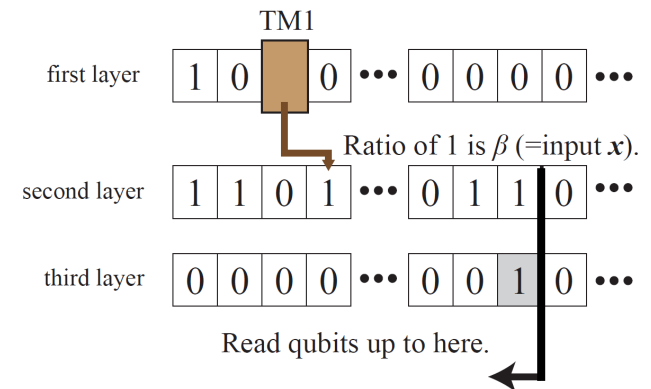 TM1
first layer 1 0 0 ••• 0 0 0 0 •••
Ratio of 1 is β (=input x).
second layer 1 1 0 1 ••• 0 1 1 0 •••
third layer 0 0 0 0 ••• 0 0 1 0 •••
Read qubits up to here.